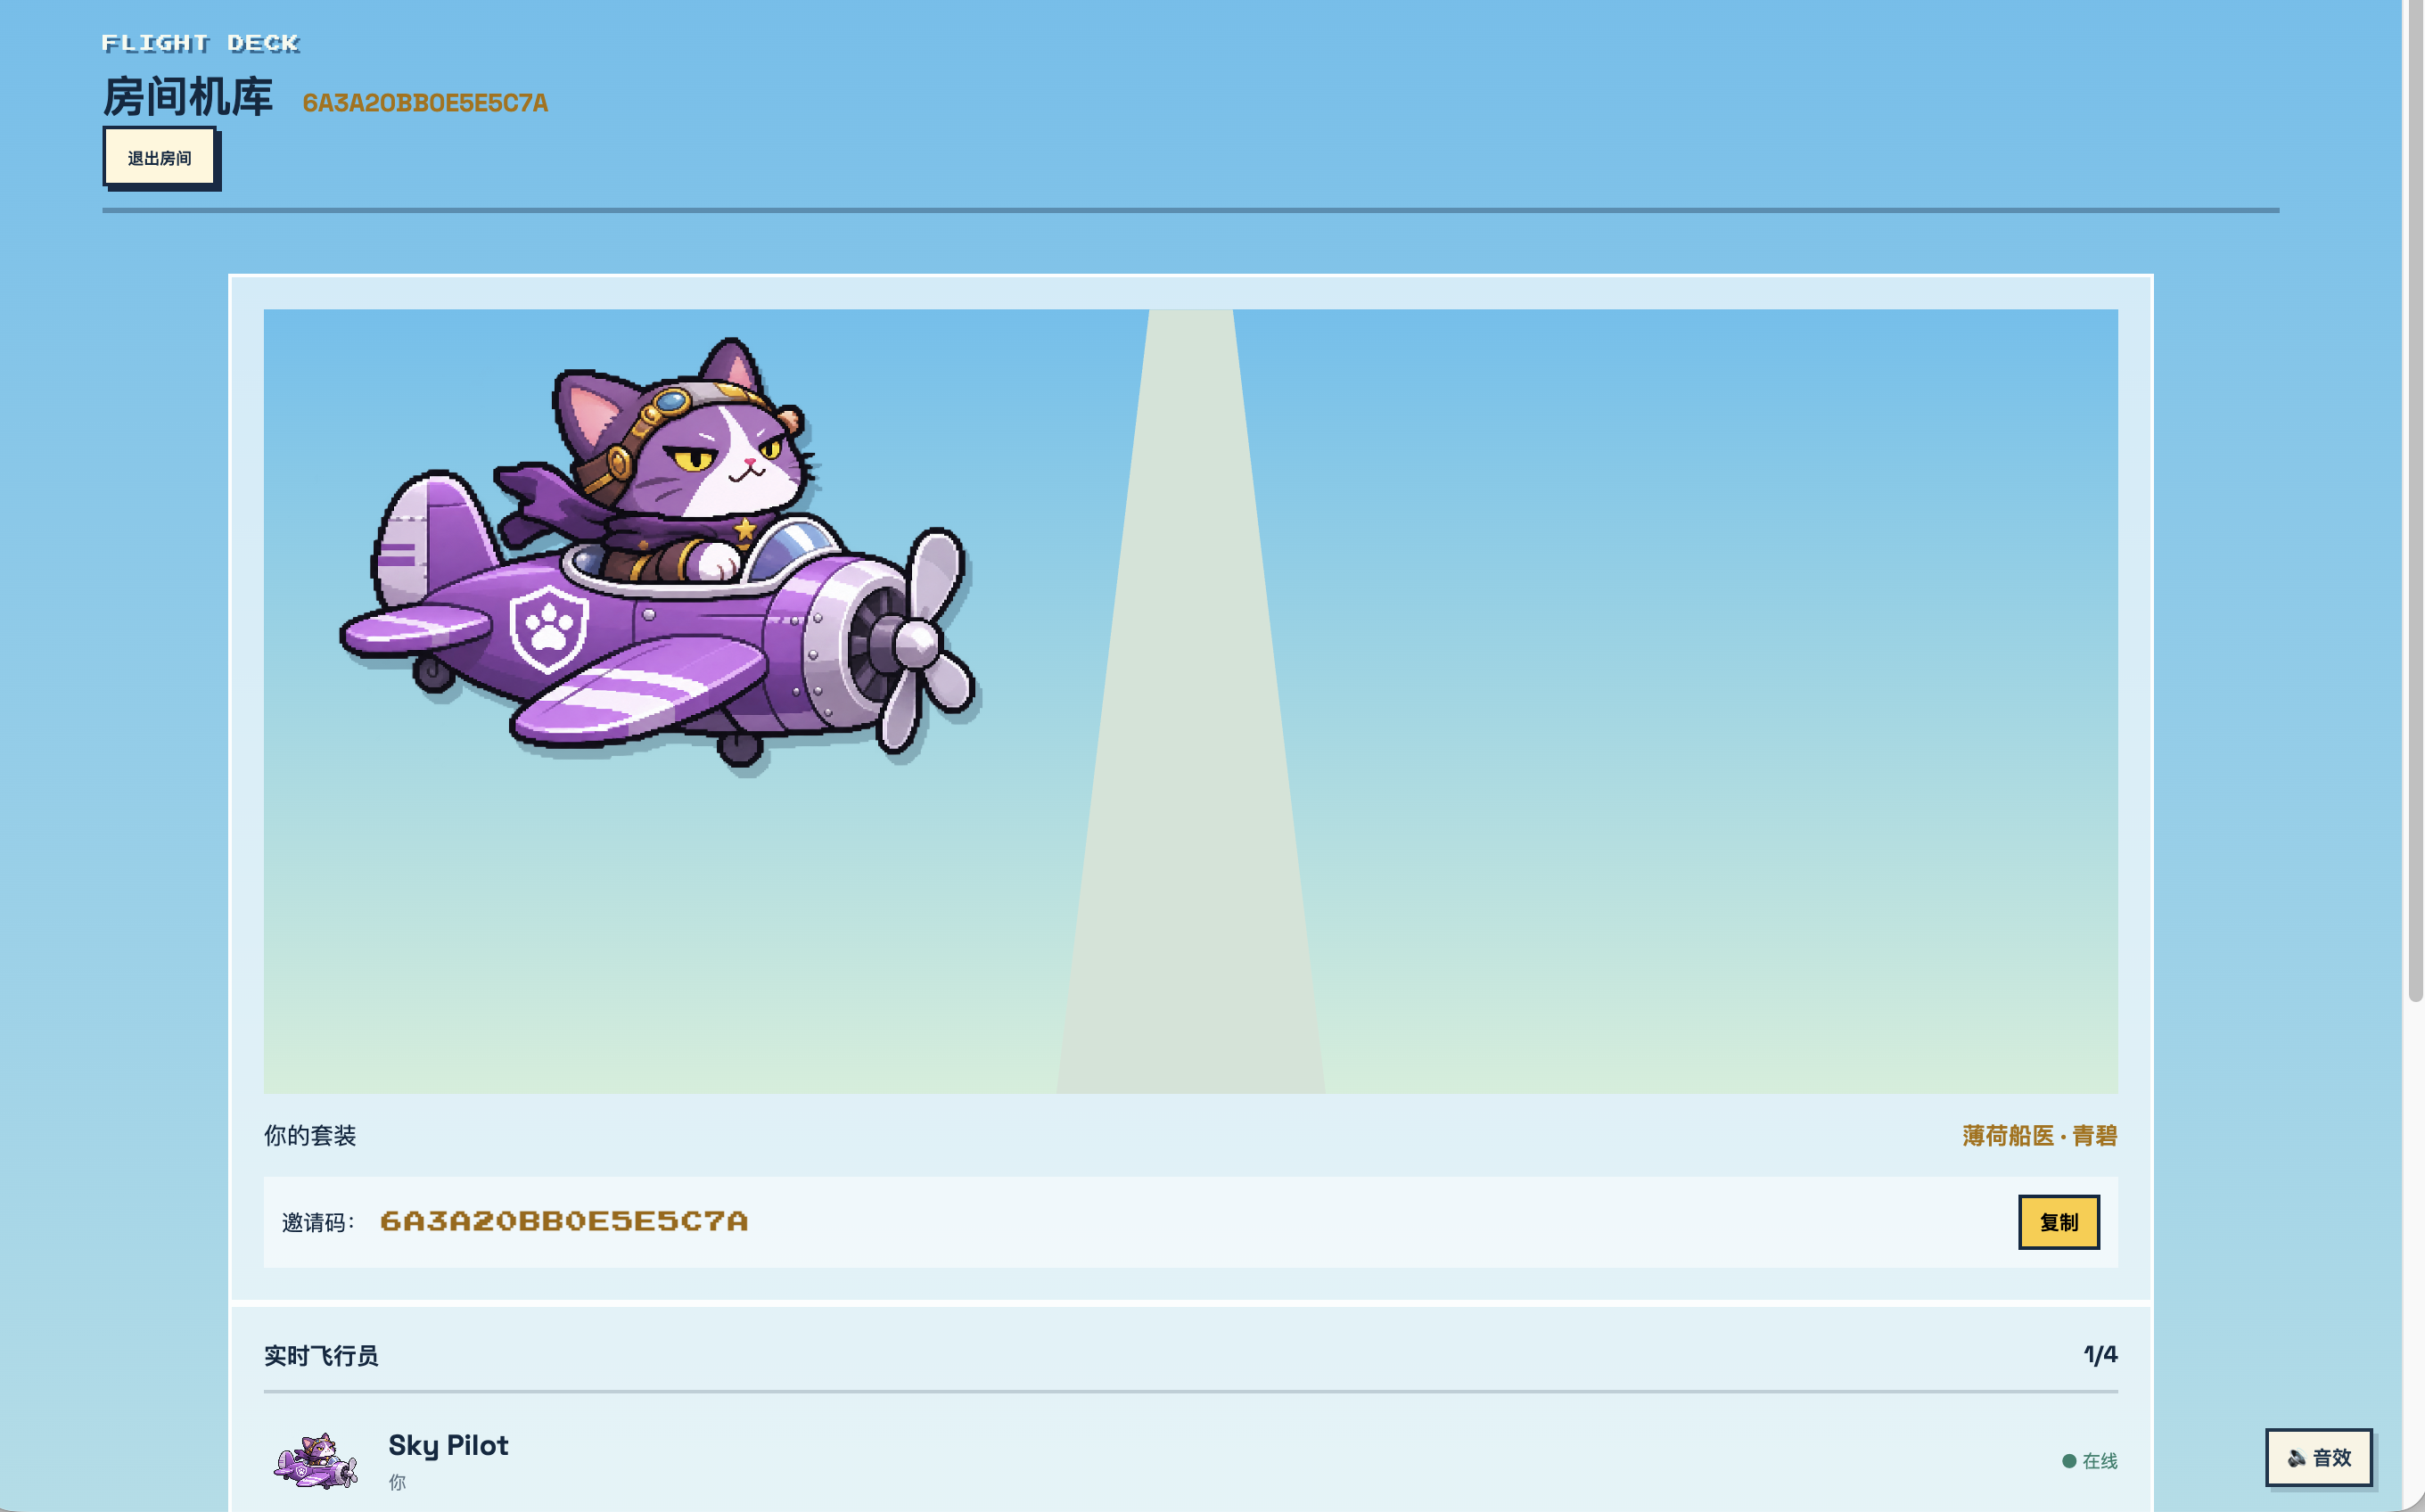 FLIGHT DECK
房间机库 6A3A20BB0E5E5C7A
退出房间
你的套装 薄荷船医 · 青碧
邀请码： 6A3A20BB0E5E5C7A 复制
实时飞行员 1/4
Sky Pilot
你
在线
音效